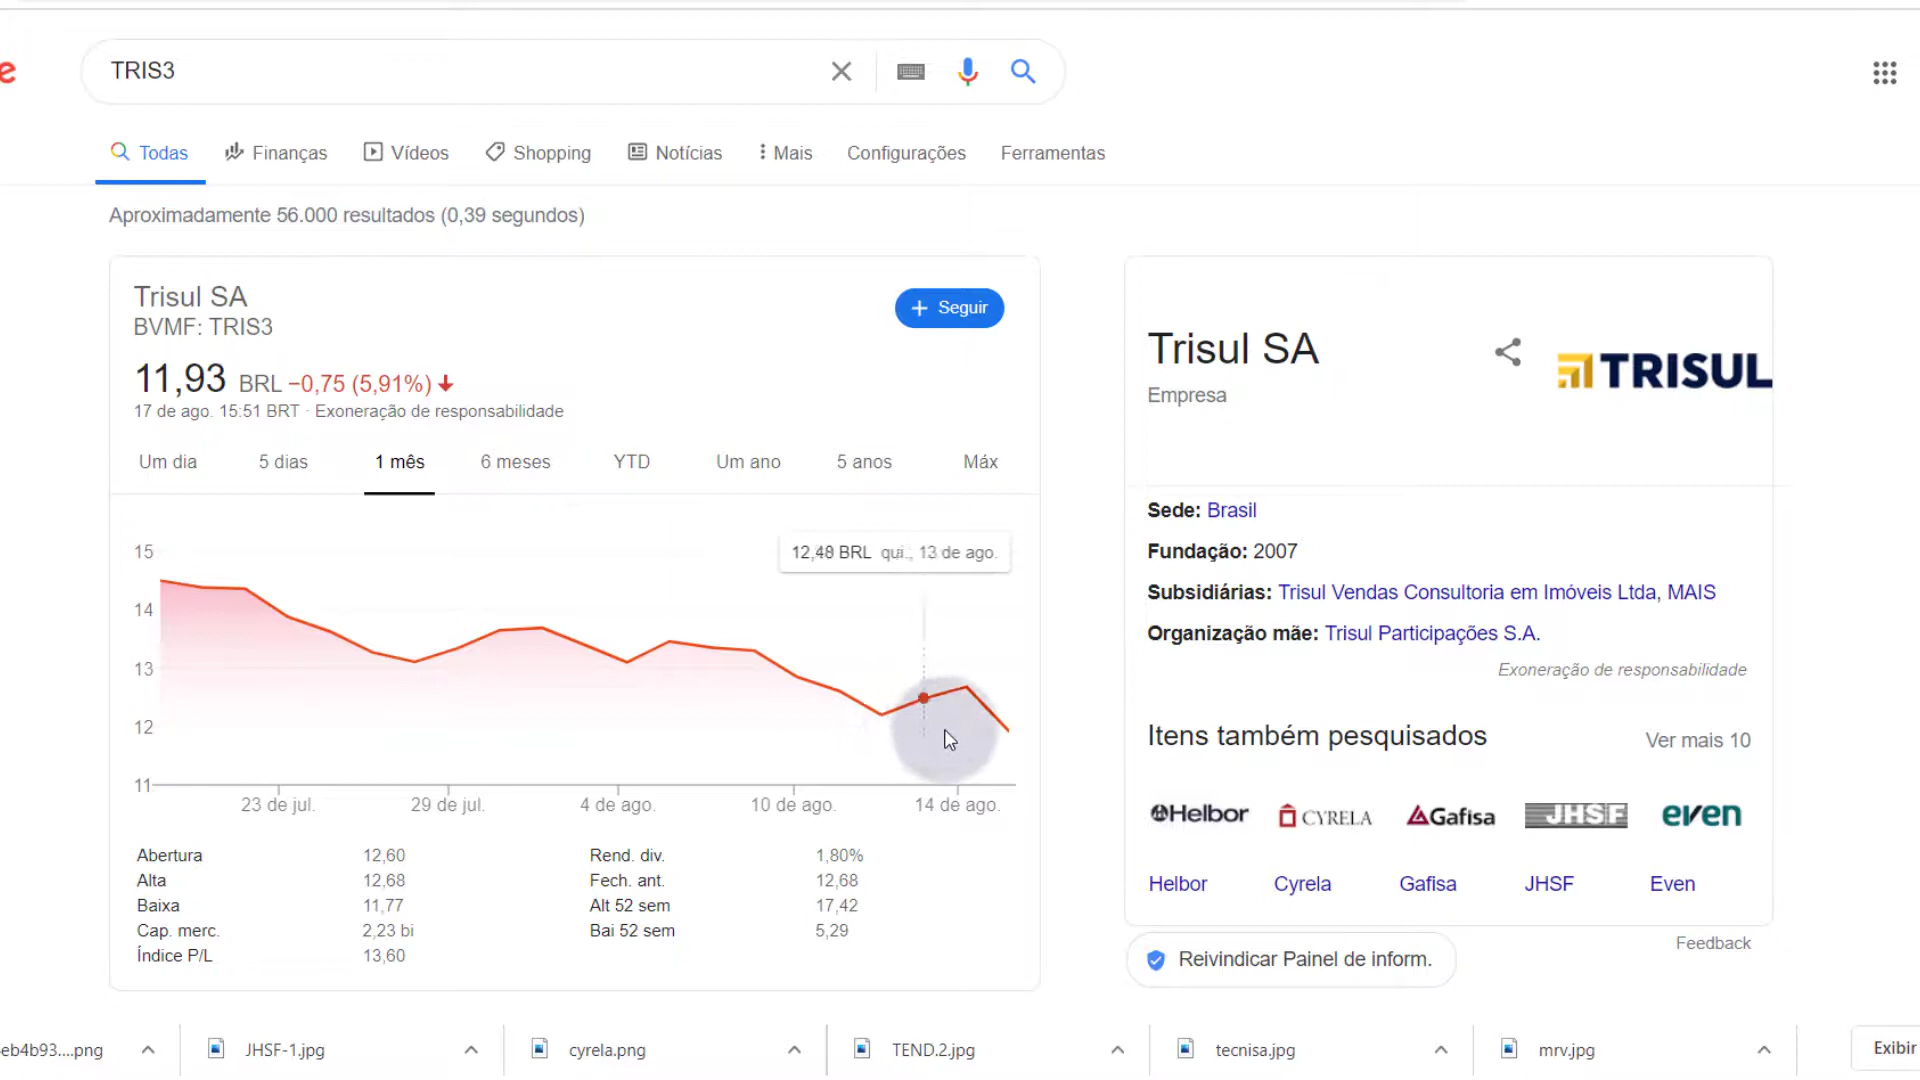 e
TRIS3
Todas
Finanças
Vídeos
Shopping
Notícias
Mais
Configurações
Ferramentas
Aproximadamente 56.000 resultados (0,39 segundos)
Trisul SA
BVMF: TRIS3
+ Seguir
11,93 BRL −0,75 (5,91%)
17 de ago. 15:51 BRT · Exoneração de responsabilidade
Um dia
5 dias
1 mês
6 meses
YTD
Um ano
5 anos
Máx
12,48 BRL qui., 13 de ago.
15
14
13
12
11
23 de jul.
29 de jul.
4 de ago.
10 de ago.
14 de ago.
Abertura 12,60
Alta 12,68
Baixa 11,77
Cap. merc. 2,23 bi
Índice P/L 13,60
Rend. div. 1,80%
Fech. ant. 12,68
Alt 52 sem 17,42
Bai 52 sem 5,29
Trisul SA
Empresa
TRISUL
Sede: Brasil
Fundação: 2007
Subsidiárias: Trisul Vendas Consultoria em Imóveis Ltda, MAIS
Organização mãe: Trisul Participações S.A.
Exoneração de responsabilidade
Itens também pesquisados
Ver mais 10
Helbor
CYRELA
Gafisa
JHSF
even
Helbor
Cyrela
Gafisa
JHSF
Even
Feedback
Reivindicar Painel de inform.
eb4b93....png
JHSF-1.jpg
cyrela.png
TEND.2.jpg
tecnisa.jpg
mrv.jpg
Exibir